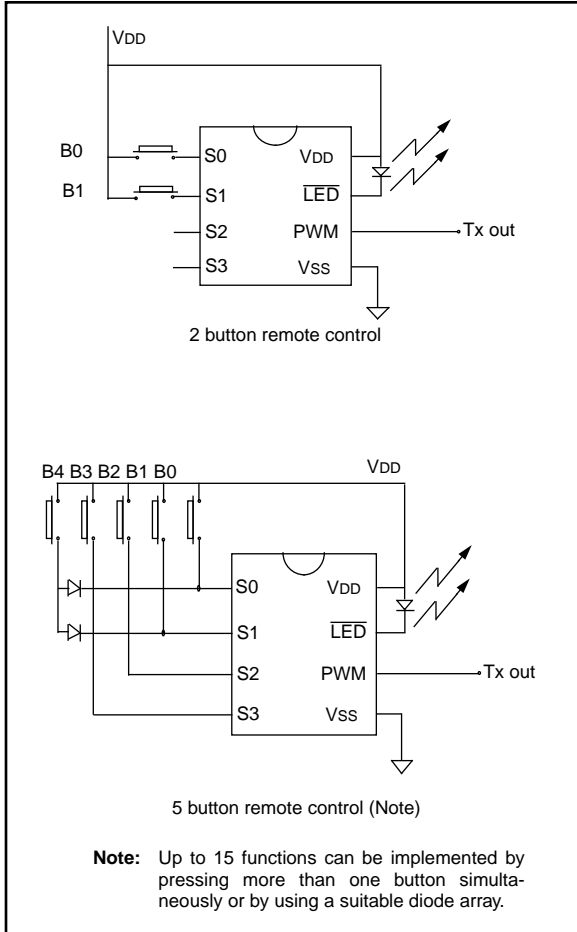 VDD
B0
B1
S0
S1
S2
S3
VDD
LED
PWM
VSS
Tx out
2 button remote control
B4 B3 B2 B1 B0
VDD
S0
S1
S2
S3
VDD
LED
PWM
VSS
Tx out
5 button remote control (Note)
Note: Up to 15 functions can be implemented by
pressing more than one button simulta-
neously or by using a suitable diode array.